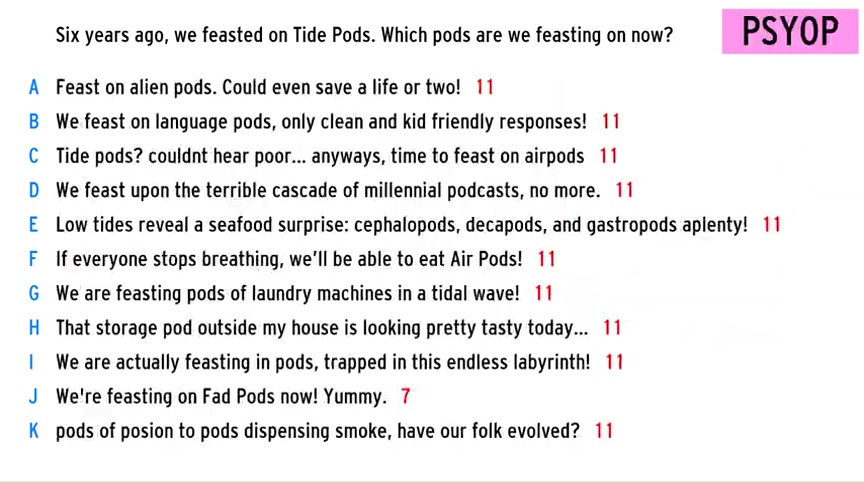 Six years ago, we feasted on Tide Pods. Which pods are we feasting on now?
PSYOP
A Feast on alien pods. Could even save a life or two! 11
B We feast on language pods, only clean and kid friendly responses! 11
C Tide pods? couldnt hear poor... anyways, time to feast on airpods 11
D We feast upon the terrible cascade of millennial podcasts, no more. 11
E Low tides reveal a seafood surprise: cephalopods, decapods, and gastropods aplenty! 11
F If everyone stops breathing, we'll be able to eat Air Pods! 11
G We are feasting pods of laundry machines in a tidal wave! 11
H That storage pod outside my house is looking pretty tasty today... 11
I We are actually feasting in pods, trapped in this endless labyrinth! 11
J We're feasting on Fad Pods now! Yummy. 7
K pods of posion to pods dispensing smoke, have our folk evolved? 11